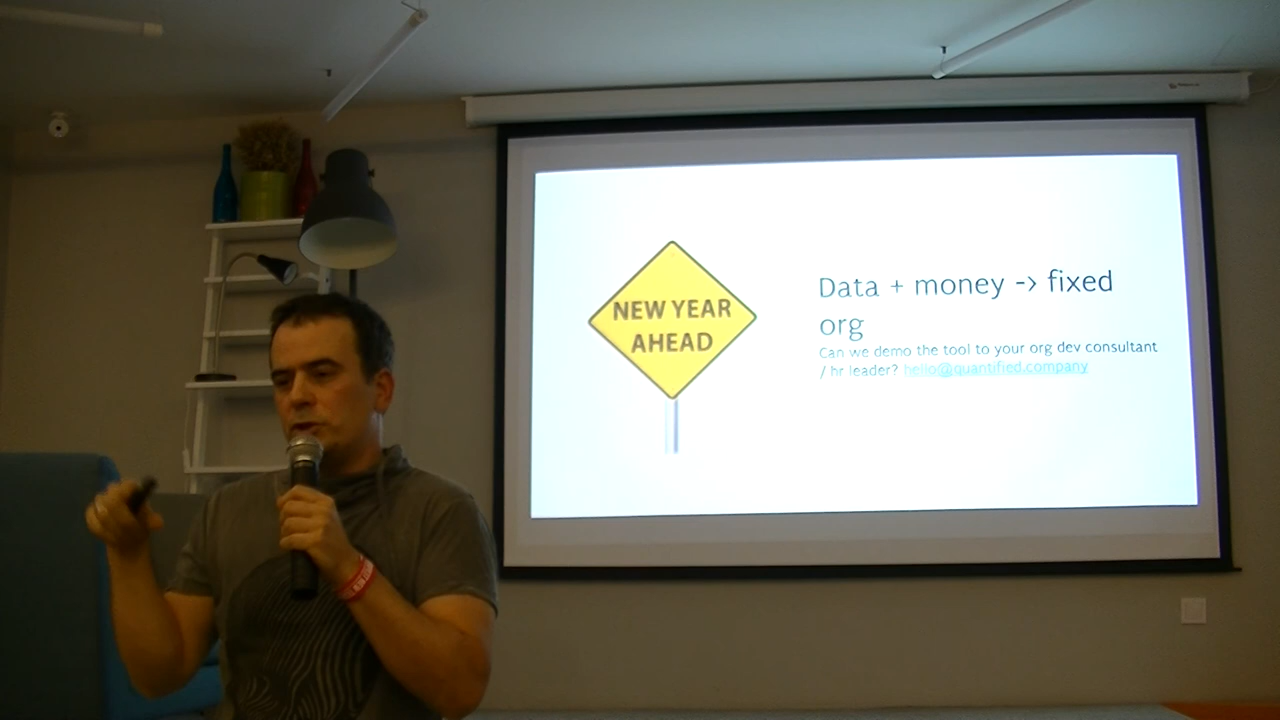 NEW YEAR
AHEAD
Data + money -> fixed
org
Can we demo the tool to your org dev consultant
/ hr leader? hello@quantified.company